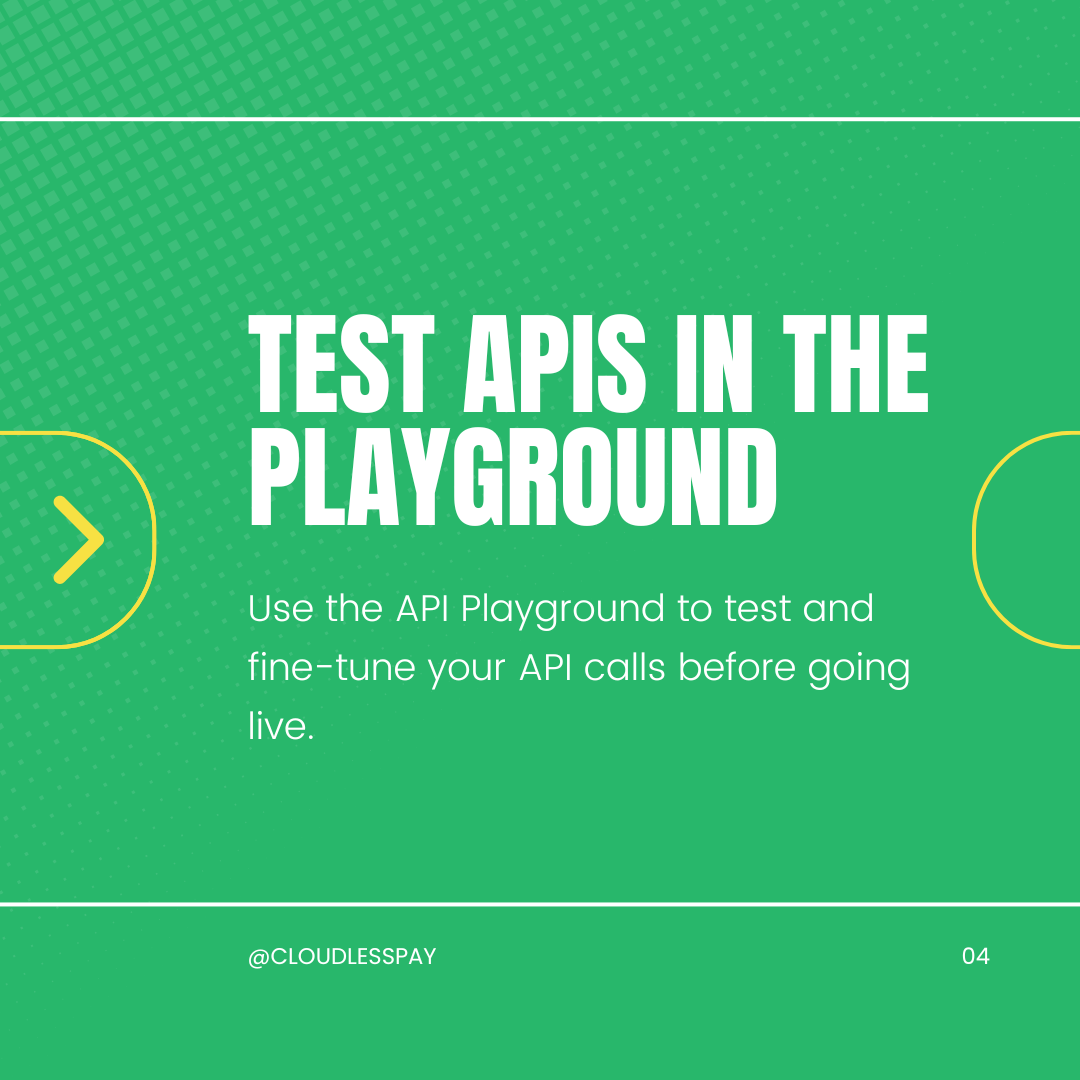 TEST APIS IN THE
PLAYGROUND
Use the API Playground to test and
fine-tune your API calls before going
live.
@CLOUDLESSPAY
04